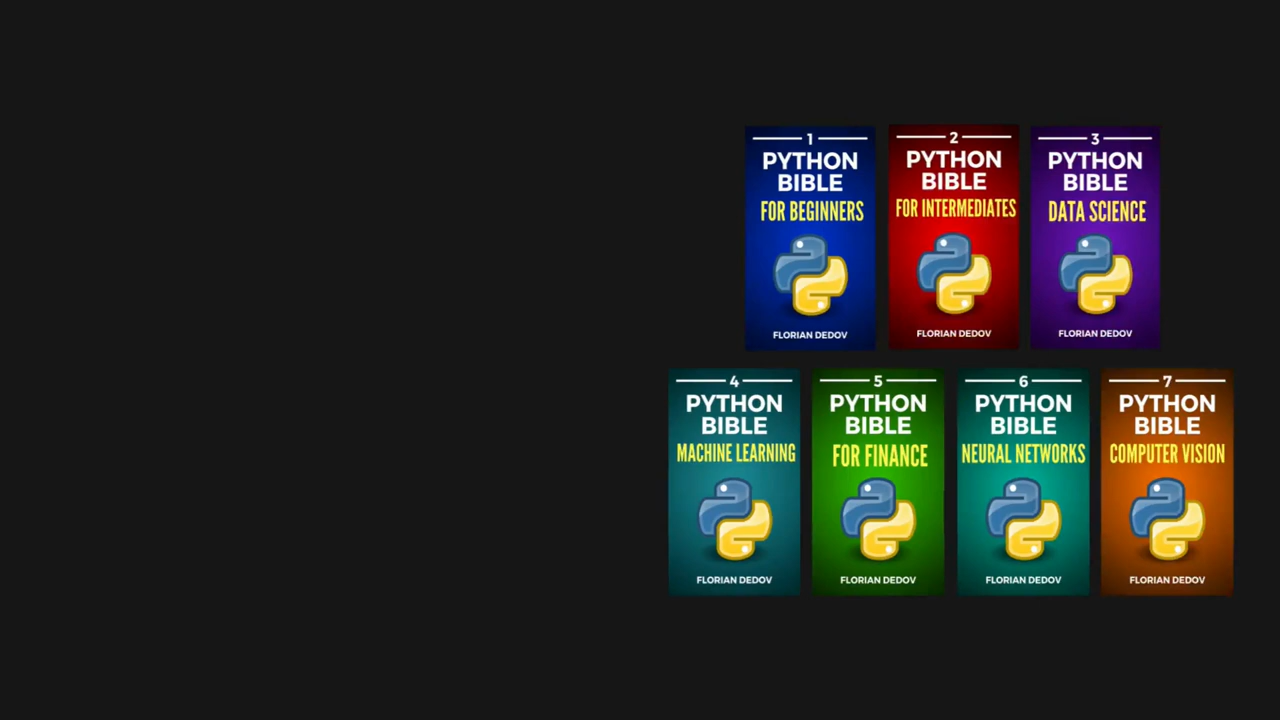 1
PYTHON
BIBLE
FOR BEGINNERS
FLORIAN DEDOV
2
PYTHON
BIBLE
FOR INTERMEDIATES
FLORIAN DEDOV
3
PYTHON
BIBLE
DATA SCIENCE
FLORIAN DEDOV
4
PYTHON
BIBLE
MACHINE LEARNING
FLORIAN DEDOV
5
PYTHON
BIBLE
FOR FINANCE
FLORIAN DEDOV
6
PYTHON
BIBLE
NEURAL NETWORKS
FLORIAN DEDOV
7
PYTHON
BIBLE
COMPUTER VISION
FLORIAN DEDOV